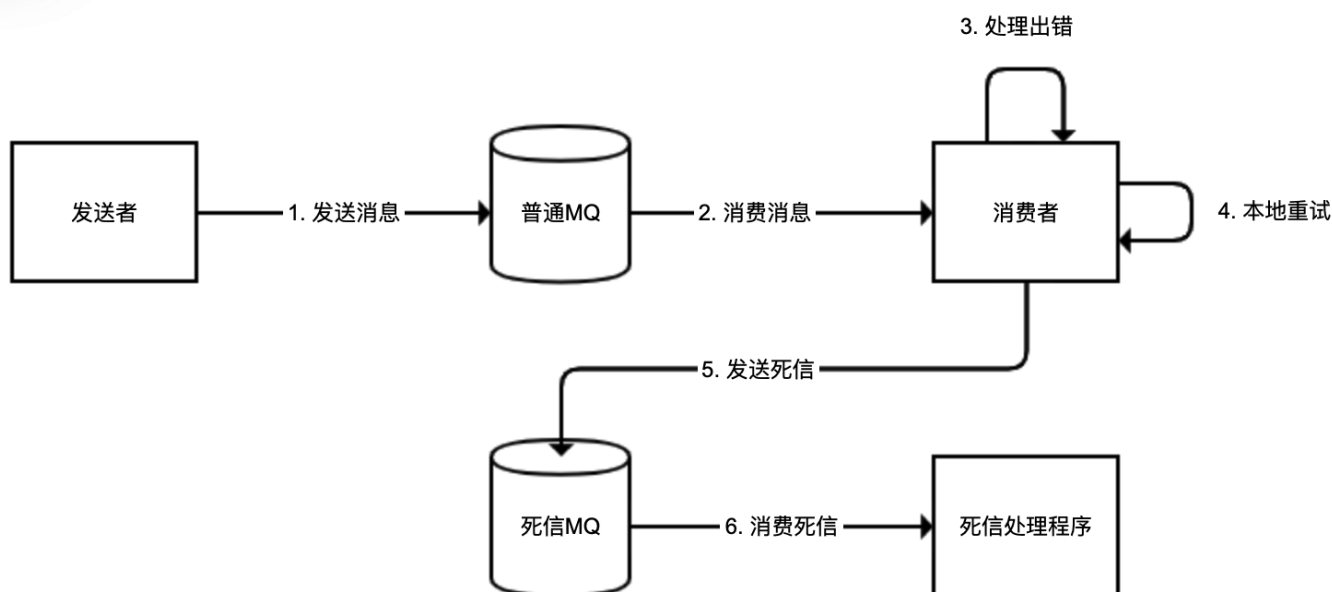 3. 处理出错
发送者
1. 发送消息
普通MQ
2. 消费消息
消费者
4. 本地重试
5. 发送死信
死信MQ
6. 消费死信
死信处理程序